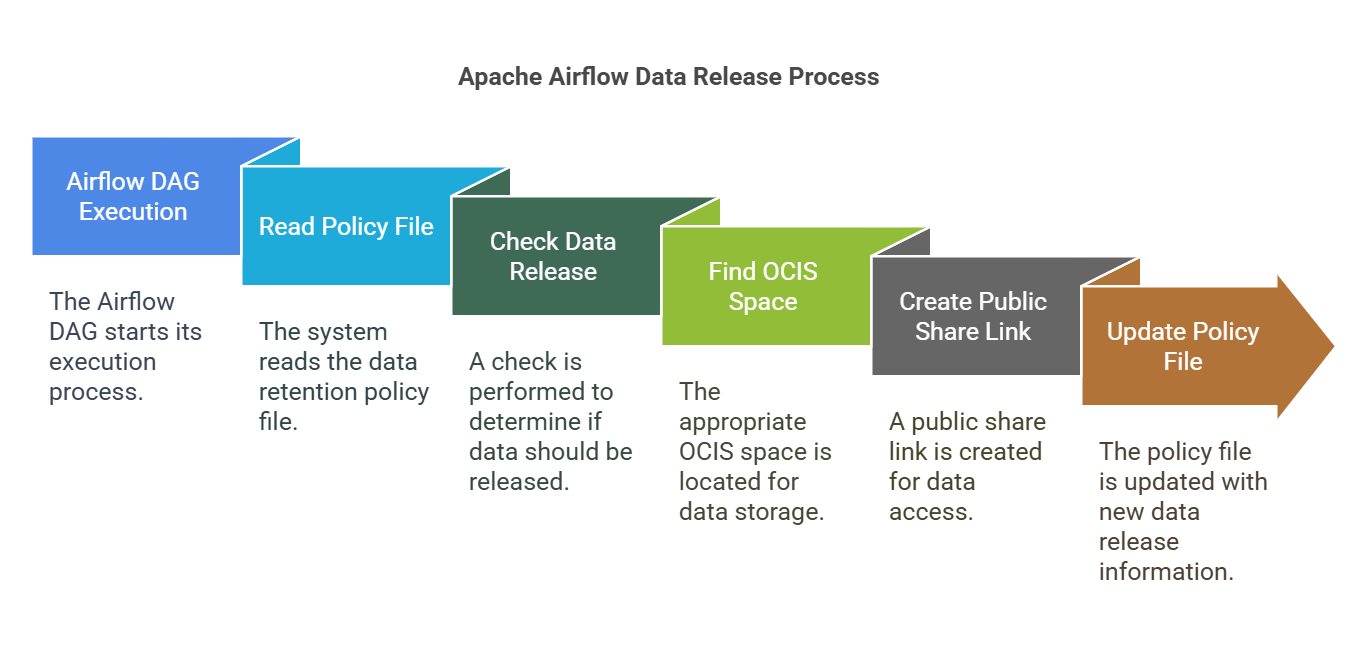 Apache Airflow Data Release Process
Airflow DAG
Execution
Read Policy File
Check Data
Release
Find OCIS
Space
Create Public
Share Link
Update Policy
File
The Airflow
DAG starts its
execution
process.
The system
reads the data
retention policy
file.
A check is
performed to
determine if
data should be
released.
The
appropriate
OCIS space is
located for
data storage.
A public share
link is created
for data
access.
The policy file
is updated with
new data
release
information.